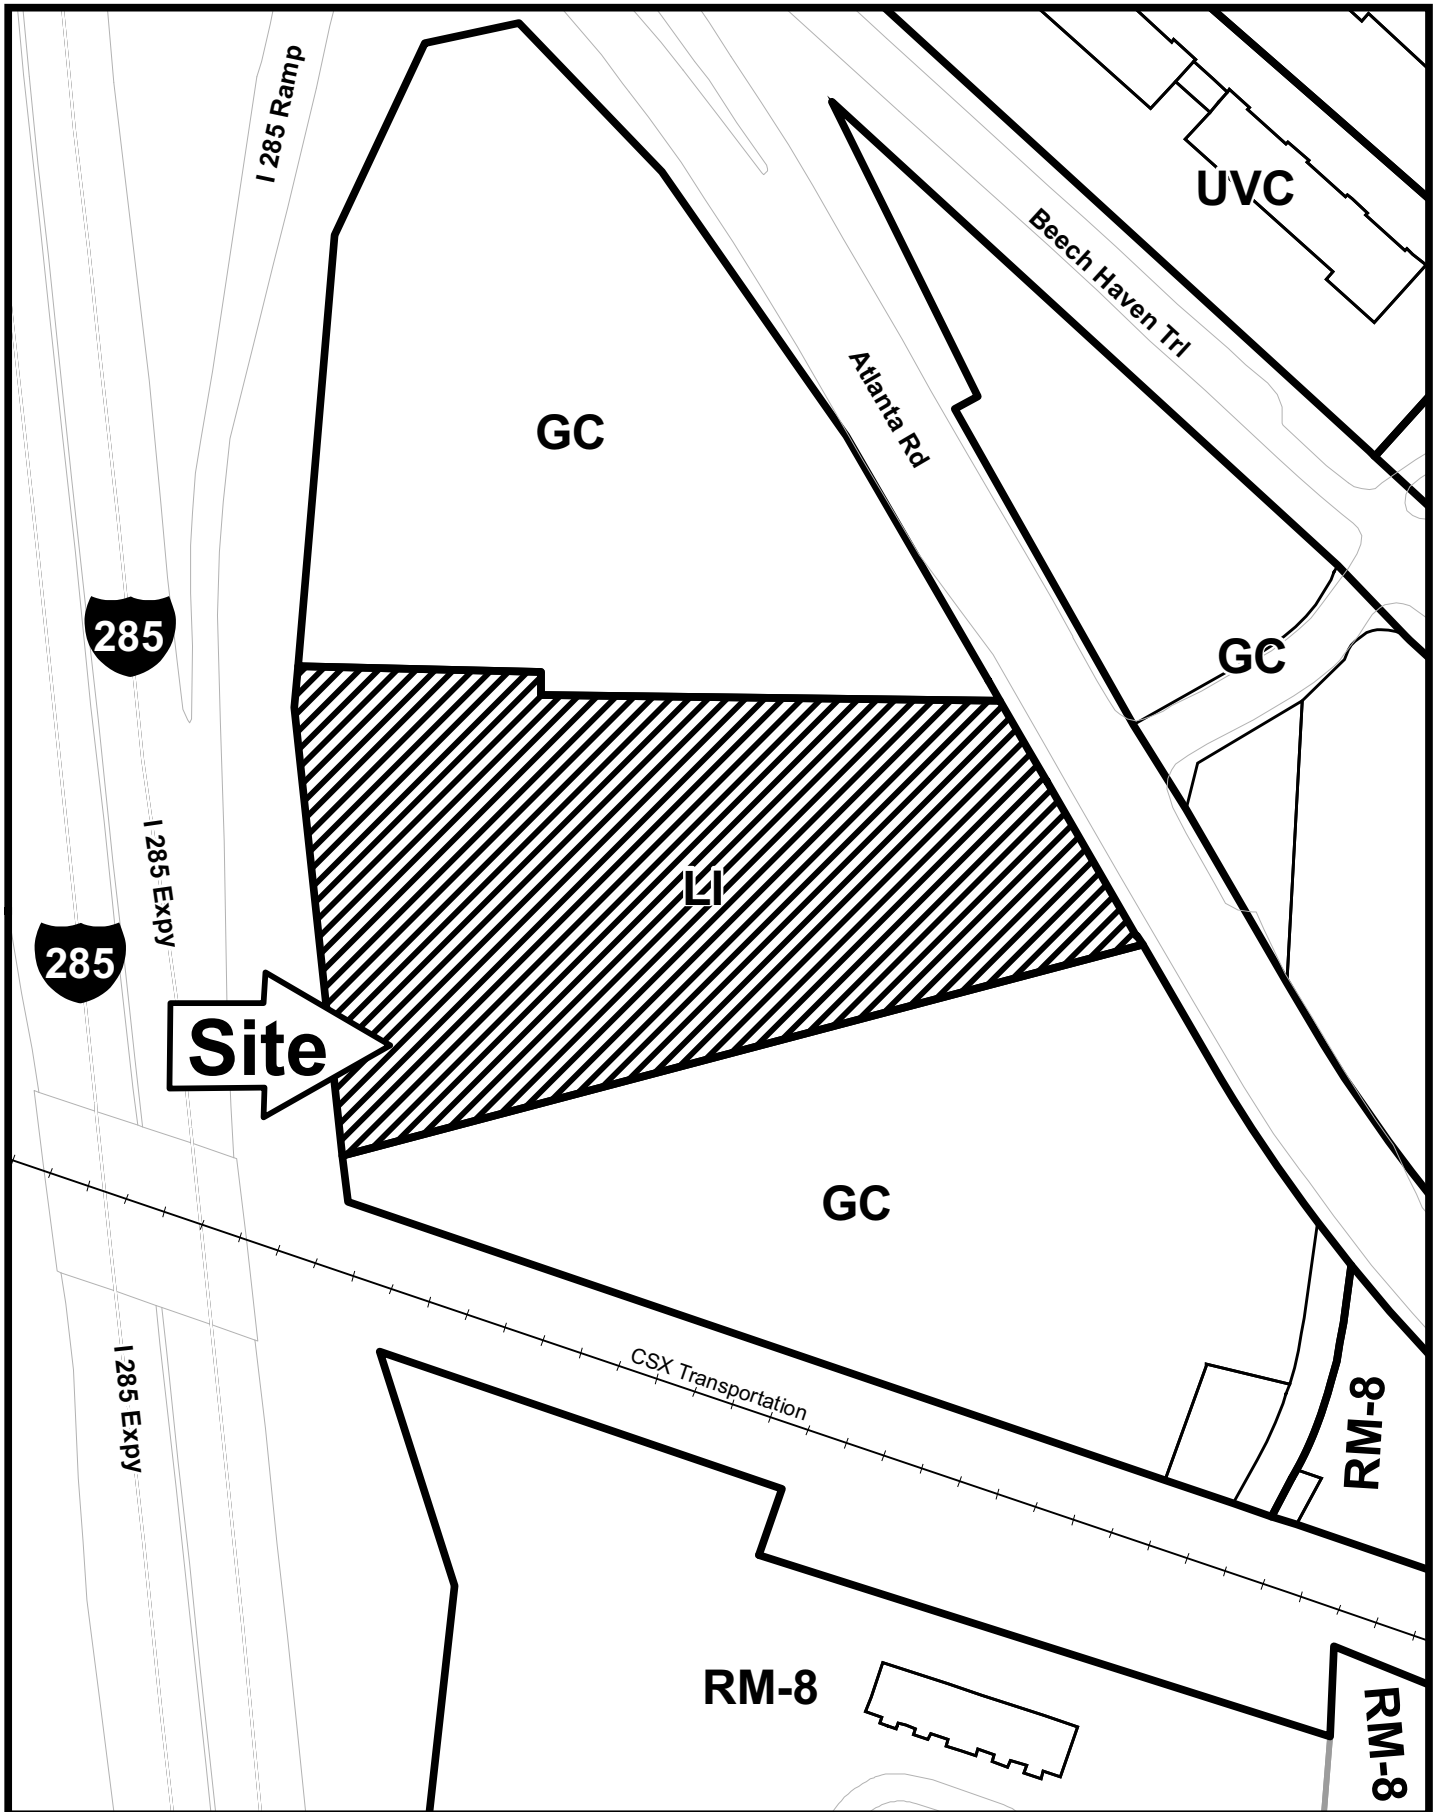 I 285 Ramp
UVC
Beech Haven Trl
Atlanta Rd
GC
285
GC
I 285 Expy
LI
285
Site
GC
CSX Transportation
I 285 Expy
RM-8
RM-8
RM-8